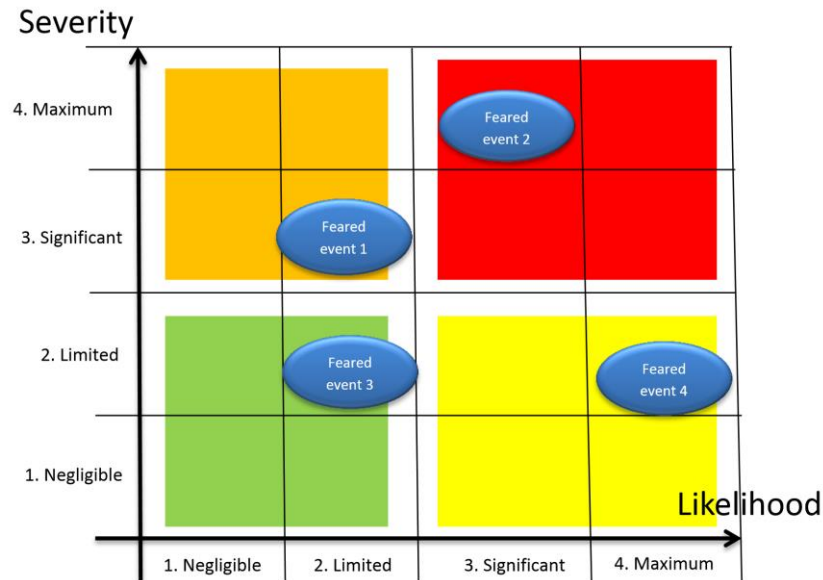 Severity
4. Maximum
Feared
event 2
3. Significant
Feared
event 1
2. Limited
Feared
event 3
Feared
event 4
1. Negligible
Likelihood
1. Negligible
2. Limited
3. Significant
4. Maximum